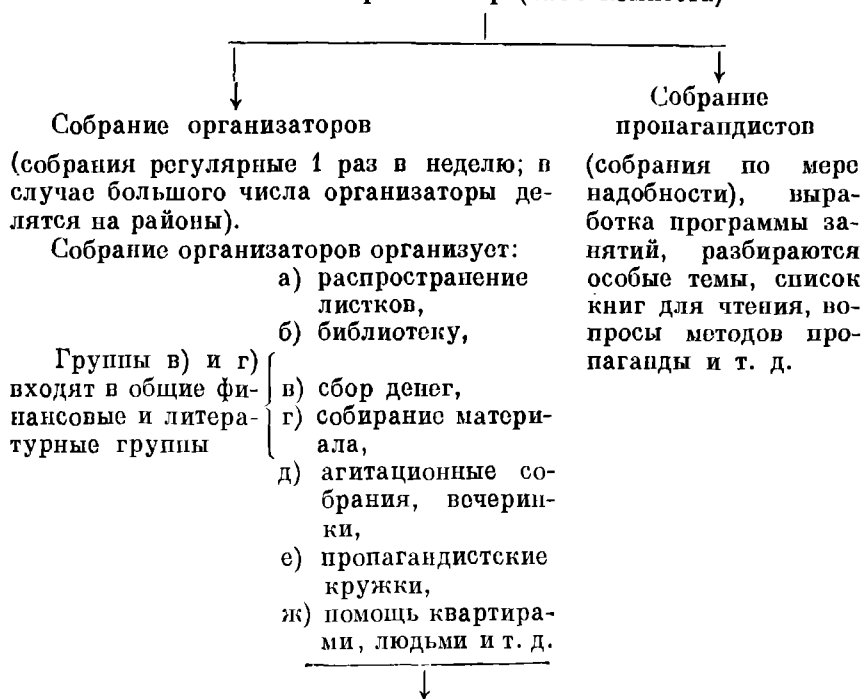 Собрание организаторов
(собрания регулярные 1 раз в неделю; в
случае большого числа организаторы де-
лятся на районы).
Собрание организаторов организует:
а) распространение
листков,
б) библиотеку,
Группы в) и г)
входят в общие фи-
нансовые и литера-
турные группы
в) сбор денег,
г) собирание матери-
ала,
д) агитационные со-
брания, вечерин-
ки,
е) пропагандистские
кружки,
ж) помощь квартира-
ми, людьми и т. д.
Собрание
пропагандистов
(собрания по мере
надобности), выра-
ботка программы за-
нятий, разбираются
особые темы, список
книг для чтения, во-
просы методов про-
паганды и т. д.